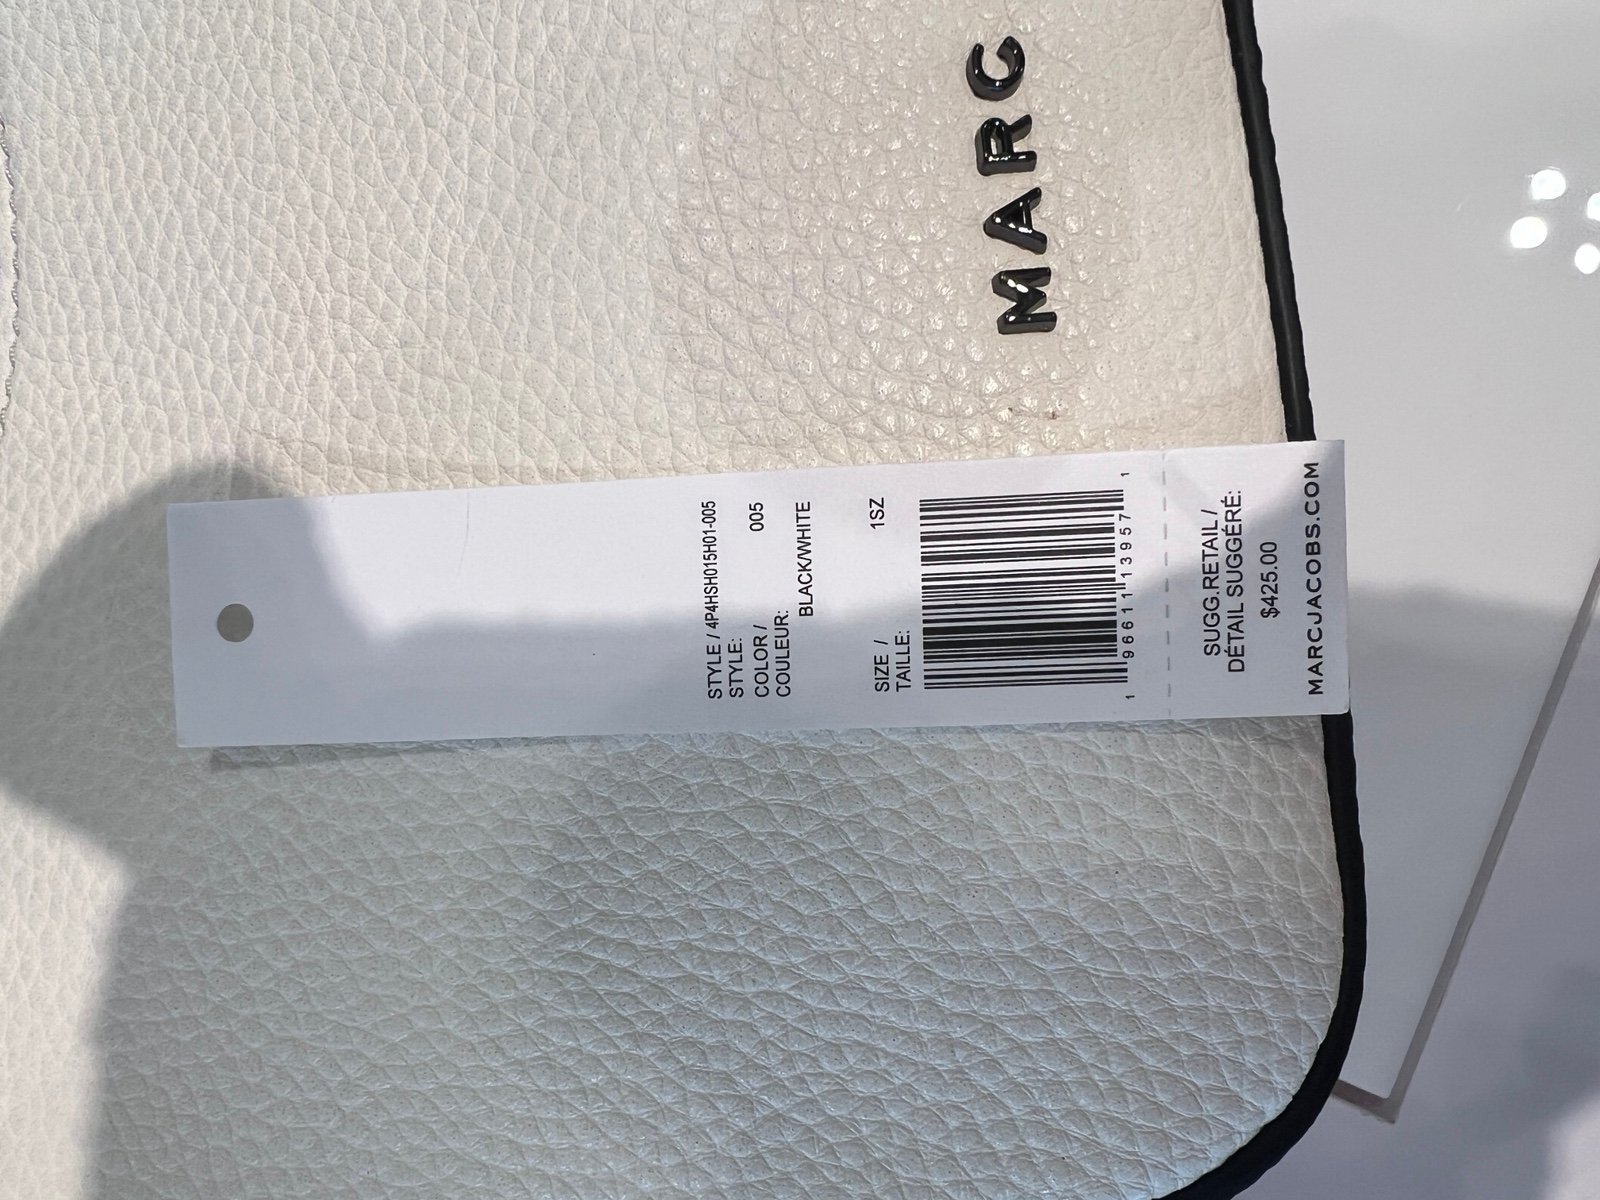 MARC
STYLE / 4P4HSH015H01-005
STYLE:
COLOR / 005
COULEUR:
BLACK/WHITE
SIZE / 1SZ
TAILLE:
1 96611 13957 1
SUGG.RETAIL /
DÉTAIL SUGGÉRÉ:
$425.00
MARCJACOBS.COM